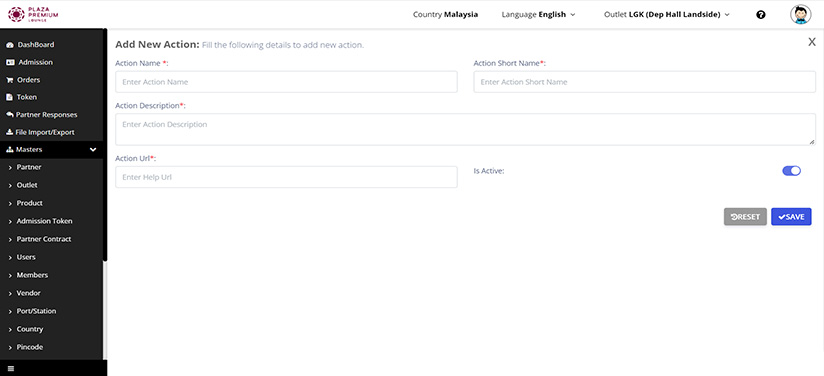 PLAZA
PREMIUM
LOUNGE
Country Malaysia
Language English
Outlet LGK (Dep Hall Landside)
?
DashBoard
Admission
Orders
Token
Partner Responses
File Import/Export
Masters
Partner
Outlet
Product
Admission Token
Partner Contract
Users
Members
Vendor
Port/Station
Country
Pincode
Add New Action: Fill the following details to add new action.
X
Action Name *:
Action Short Name*:
Enter Action Name
Enter Action Short Name
Action Description*:
Enter Action Description
Action Url*:
Enter Help Url
Is Active:
RESET
SAVE